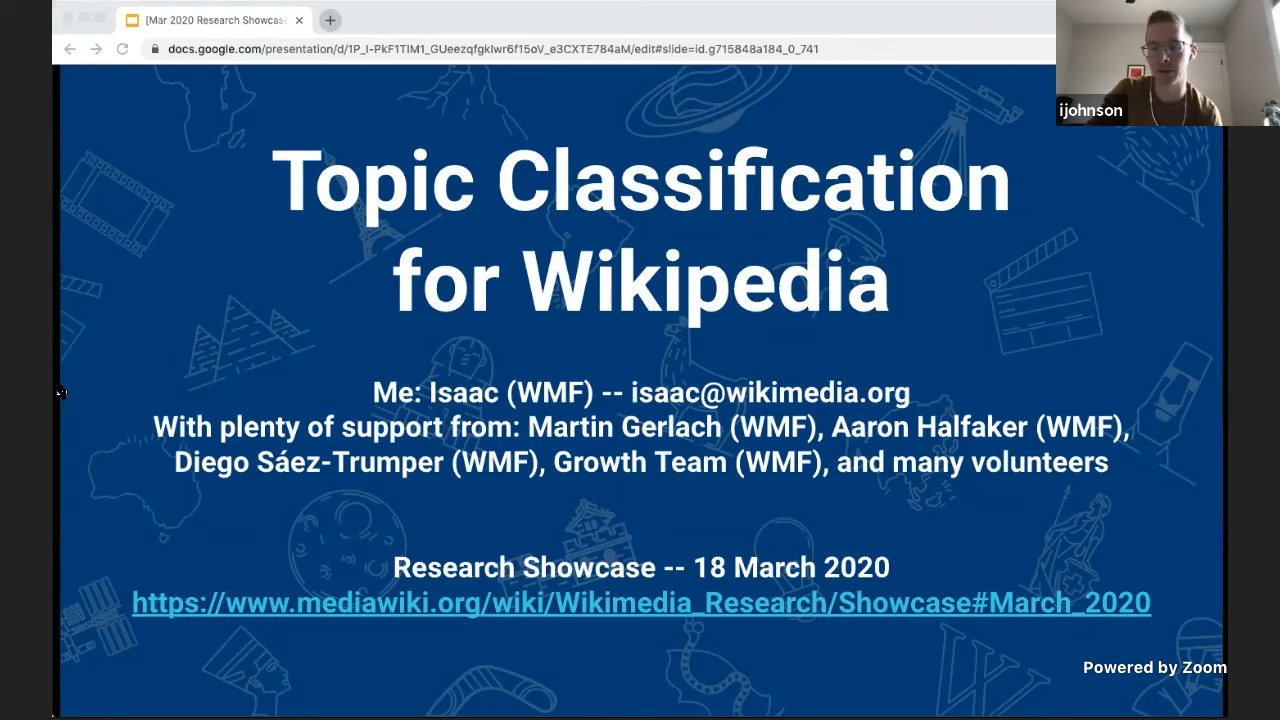 [Mar 2020 Research Showcase
docs.google.com/presentation/d/1P_I-PkF1TlM1_GUeezqfgklwr6f15oV_e3CXTE784aM/edit#slide=id.g715848a184_0_741
ijohnson
Topic Classification
for Wikipedia
Me: Isaac (WMF) -- isaac@wikimedia.org
With plenty of support from: Martin Gerlach (WMF), Aaron Halfaker (WMF),
Diego Sáez-Trumper (WMF), Growth Team (WMF), and many volunteers
Research Showcase -- 18 March 2020
https://www.mediawiki.org/wiki/Wikimedia_Research/Showcase#March_2020
Powered by Zoom